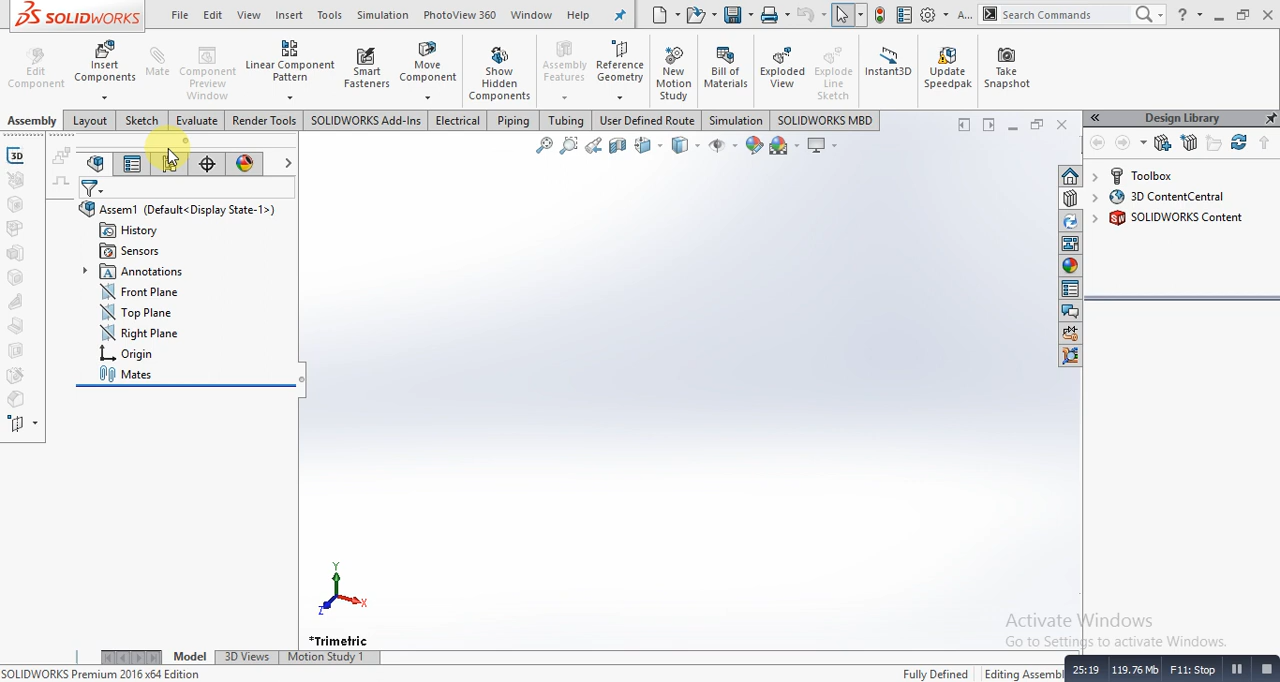 SOLIDWORKS File Edit View Insert Tools Simulation PhotoView 360 Window Help A... Search Commands ?
Edit Component
Insert Components
Mate
Component Preview Window
Linear Component Pattern
Smart Fasteners
Move Component
Show Hidden Components
Assembly Features
Reference Geometry
New Motion Study
Bill of Materials
Exploded View
Explode Line Sketch
Instant3D
Update Speedpak
Take Snapshot
Assembly Layout Sketch Evaluate Render Tools SOLIDWORKS Add-Ins Electrical Piping Tubing User Defined Route Simulation SOLIDWORKS MBD
Design Library
3D
Assem1 (Default<Display State-1>)
History
Sensors
Annotations
Front Plane
Top Plane
Right Plane
Origin
Mates
Toolbox
3D ContentCentral
SOLIDWORKS Content
Y
X
Z
*Trimetric
Activate Windows
Go to Settings to activate Windows.
Model 3D Views Motion Study 1
SOLIDWORKS Premium 2016 x64 Edition Fully Defined Editing Assembl
25:19 119.76 Mb F11: Stop